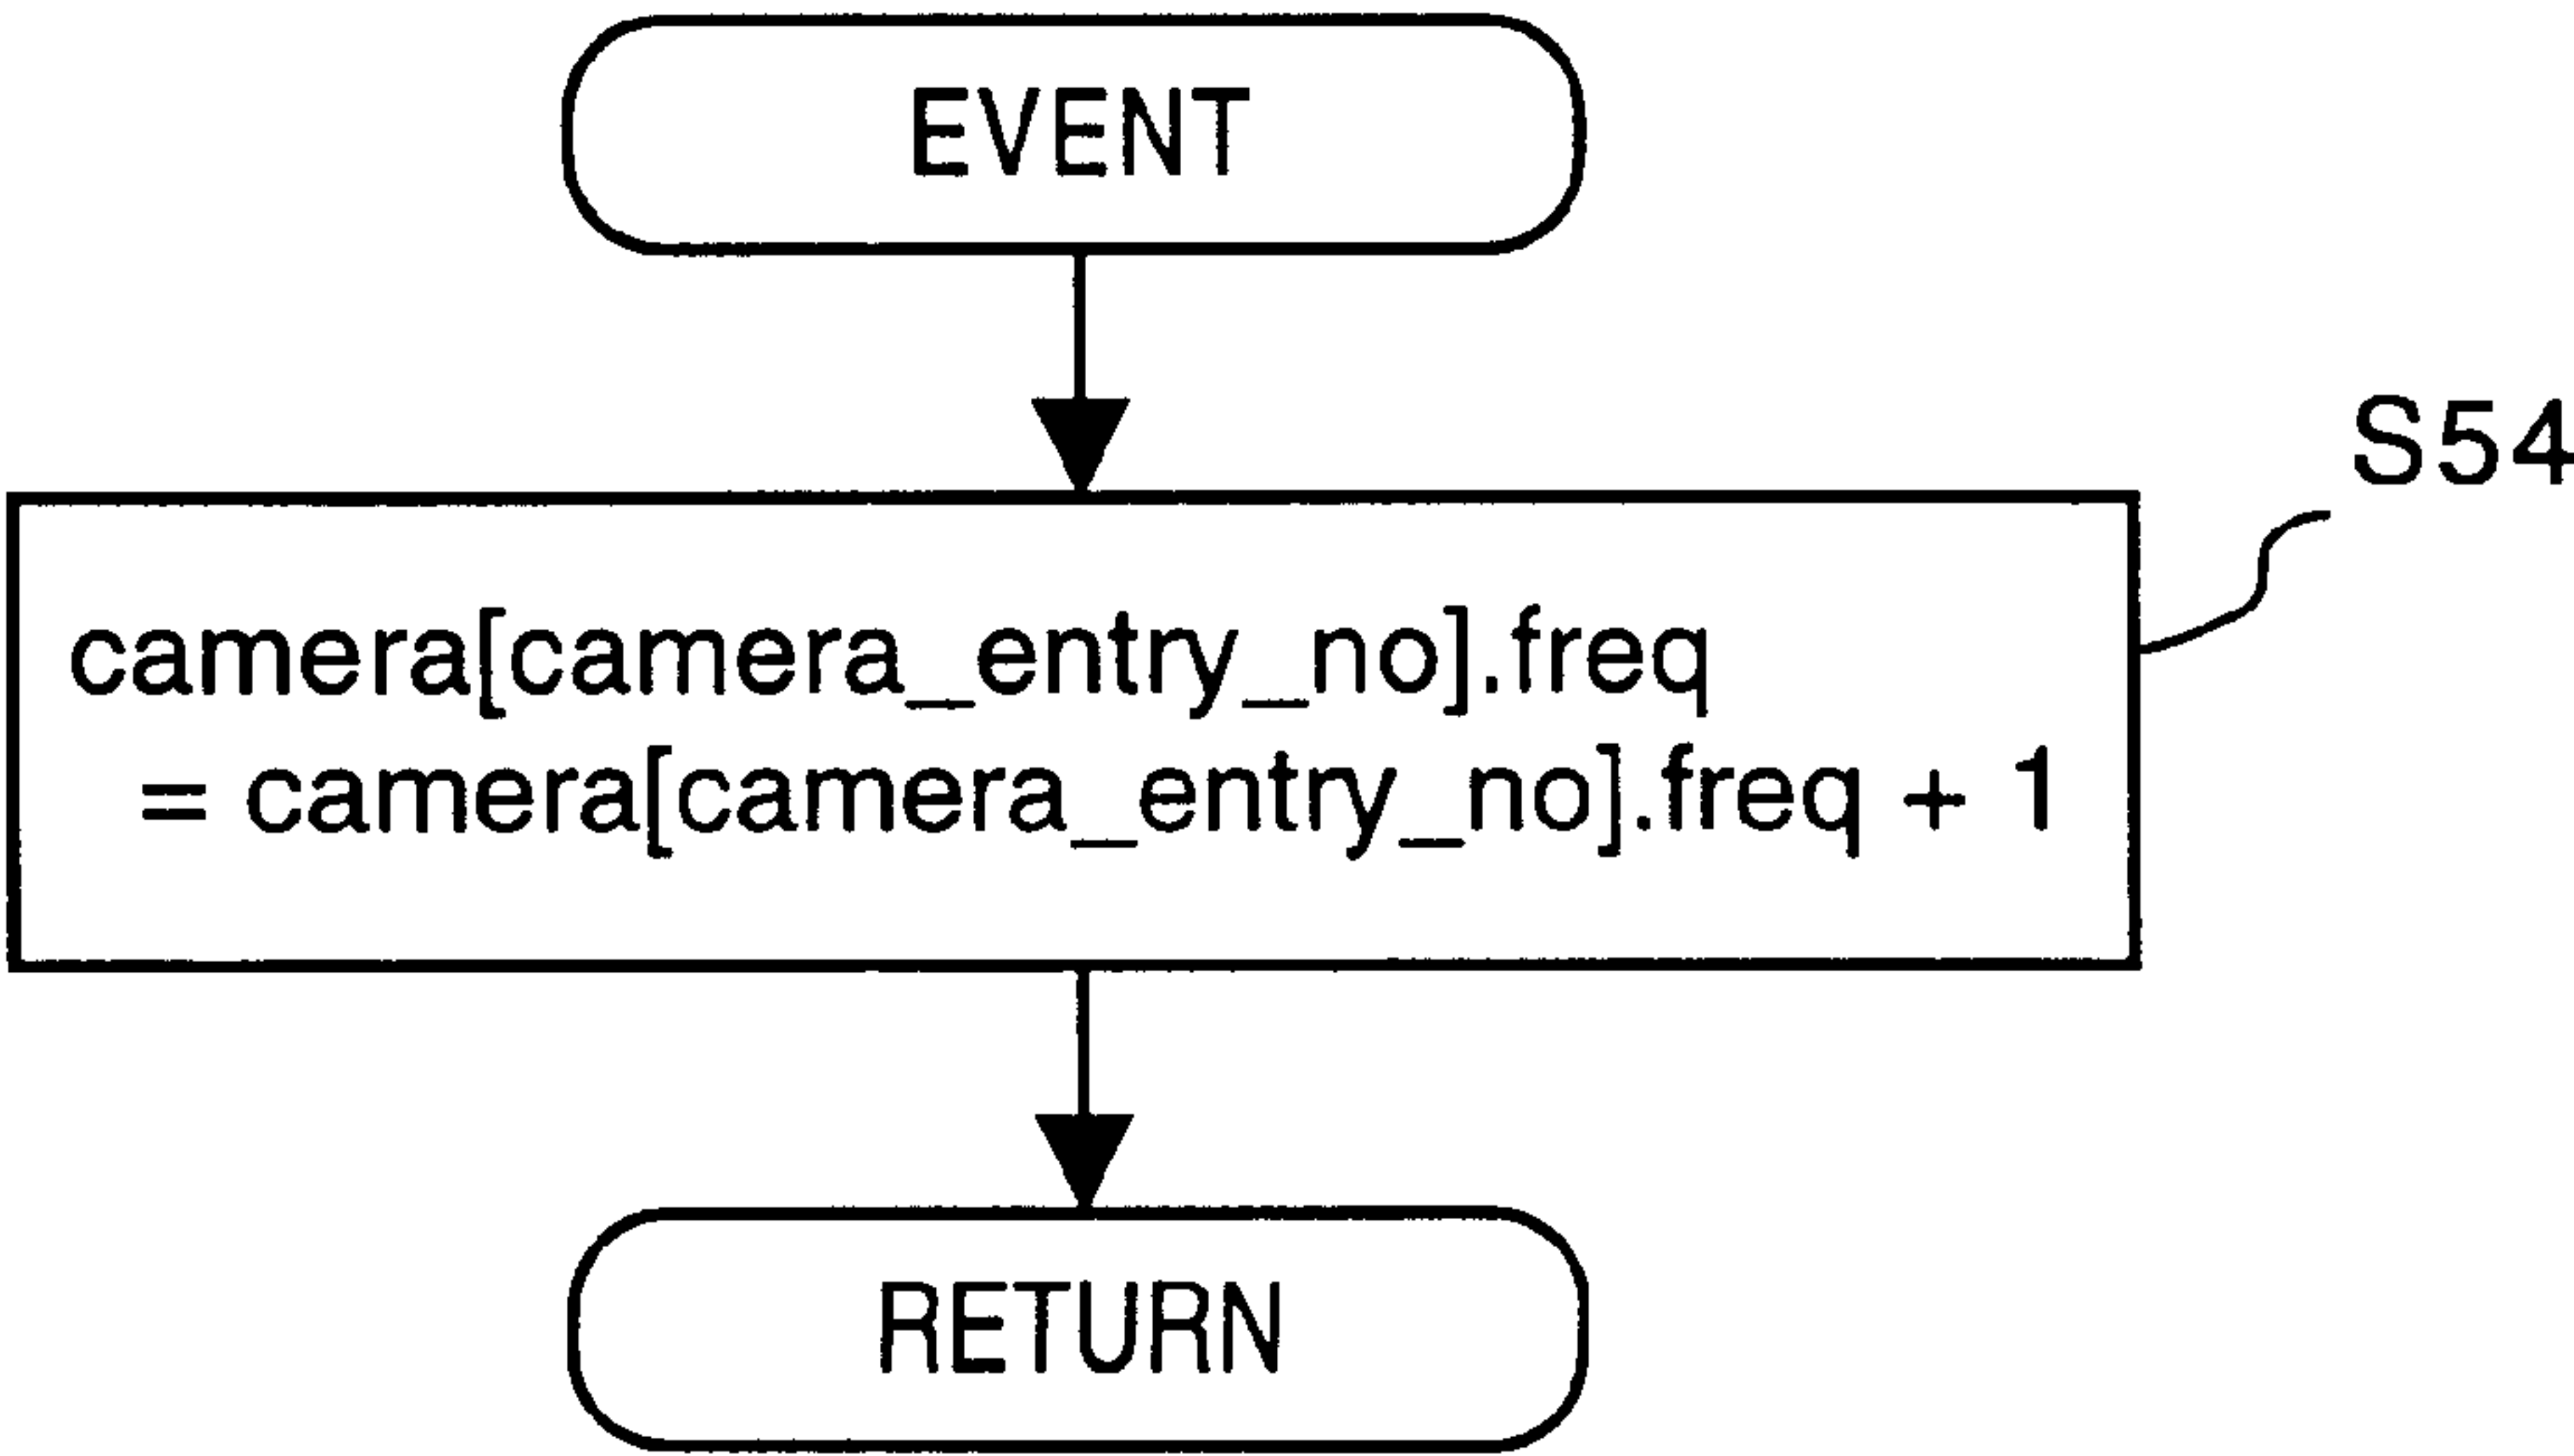 EVENT
S54
camera[camera_entry_no].freq
= camera[camera_entry_no].freq + 1
RETURN